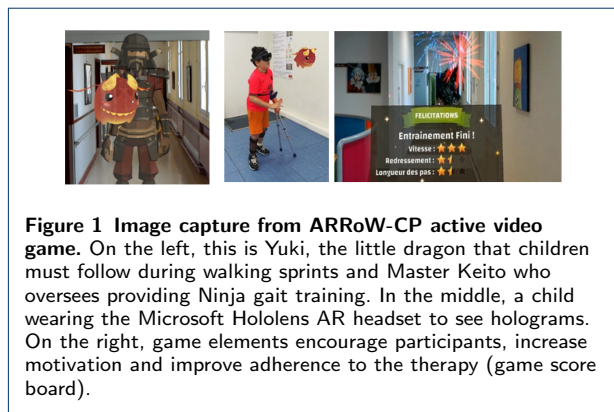 FELICITATIONS
Entrainement Fini !
Vitesse :
Redressement :
Longueur des pas :
Figure 1 Image capture from ARRoW-CP active video
game. On the left, this is Yuki, the little dragon that children
must follow during walking sprints and Master Keito who
oversees providing Ninja gait training. In the middle, a child
wearing the Microsoft Hololens AR headset to see holograms.
On the right, game elements encourage participants, increase
motivation and improve adherence to the therapy (game score
board).